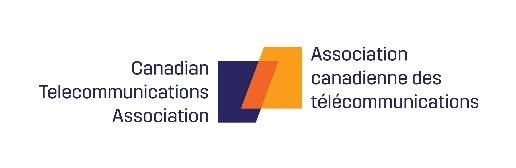 Canadian
Telecommunications
Association
Association
canadienne des
télécommunications